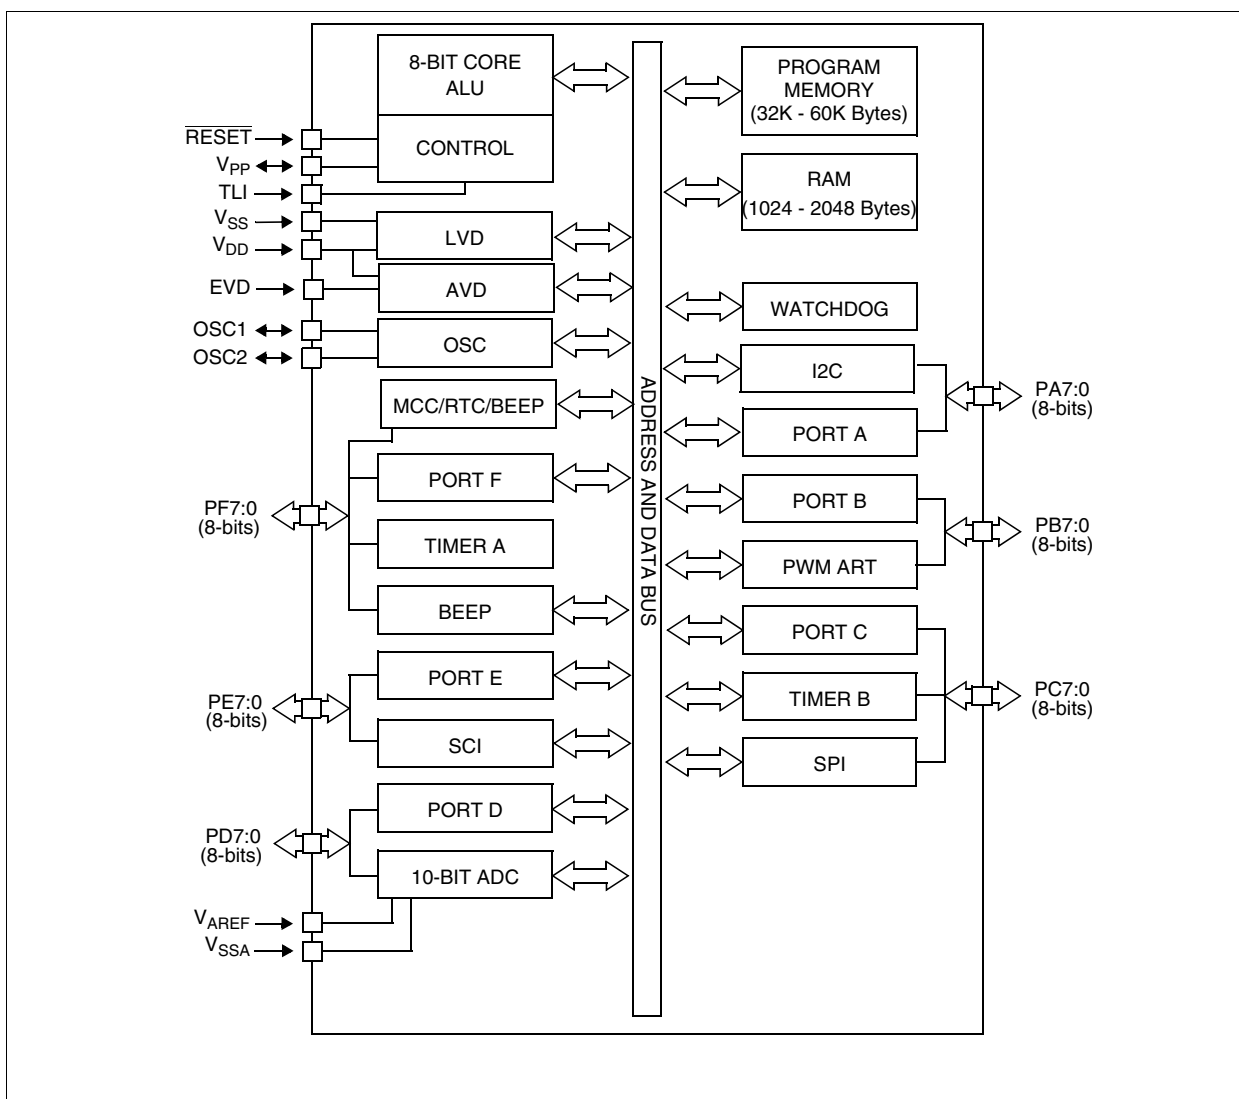 8-BIT CORE
ALU
CONTROL
RESET
VPP
TLI
VSS
VDD
EVD
OSC1
OSC2
LVD
AVD
OSC
MCC/RTC/BEEP
PORT F
TIMER A
BEEP
PF7:0
(8-bits)
PORT E
SCI
PE7:0
(8-bits)
PORT D
10-BIT ADC
PD7:0
(8-bits)
VAREF
VSSA
ADDRESS AND DATA BUS
PROGRAM
MEMORY
(32K - 60K Bytes)
RAM
(1024 - 2048 Bytes)
WATCHDOG
I2C
PORT A
PA7:0
(8-bits)
PORT B
PWM ART
PB7:0
(8-bits)
PORT C
TIMER B
SPI
PC7:0
(8-bits)